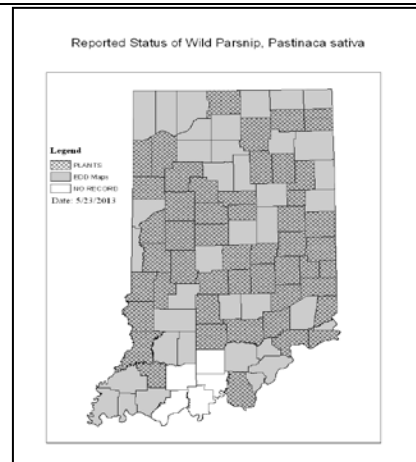 Reported Status of Wild Parsnip, Pastinaca sativa
Legend
PLANTS
EDD Maps
NO RECORD
Date: 5/23/2013